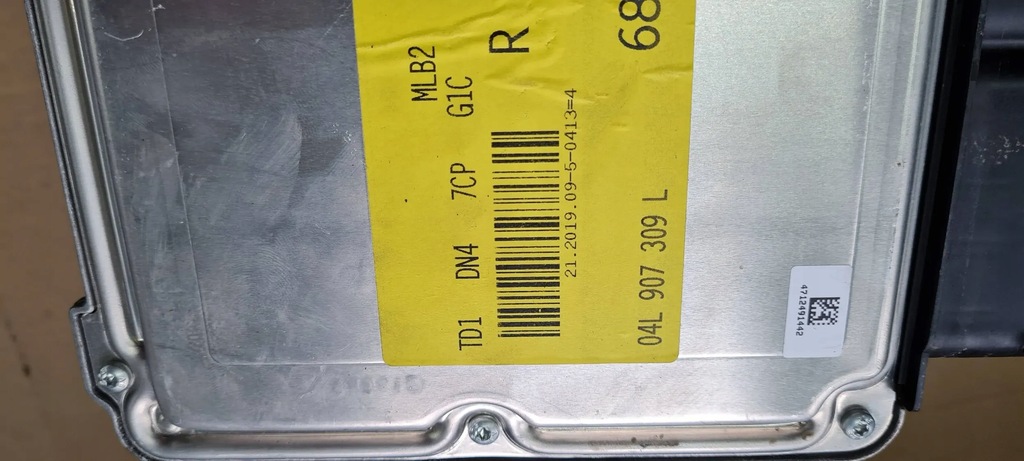 MLB2
TD1 DN4 7CP G1C
R
21.2019.09-5-0413=4
04L 907 309 L 68
4712491442